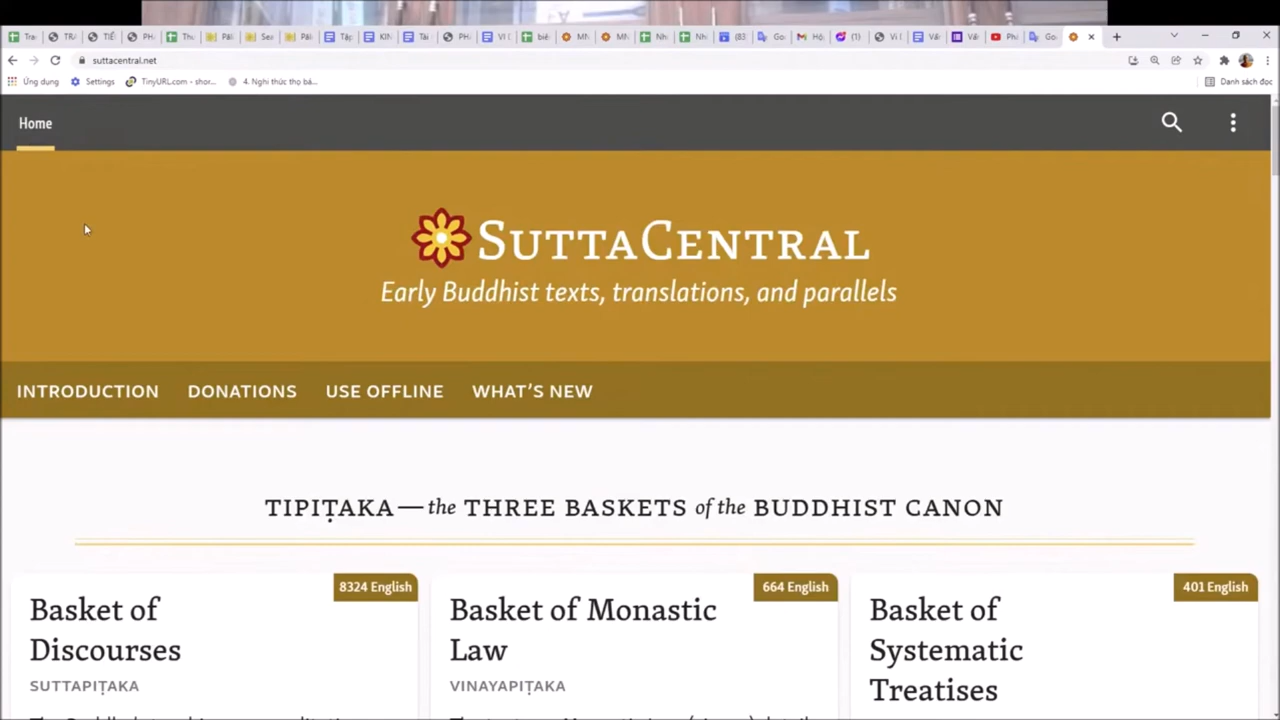 suttacentral.net
Ứng dụng
Settings
TinyURL.com - shor...
4. Nghi thức thọ bá...
Danh sách đọc
Home
SUTTACENTRAL
Early Buddhist texts, translations, and parallels
INTRODUCTION
DONATIONS
USE OFFLINE
WHAT'S NEW
TIPIṬAKA—the THREE BASKETS of the BUDDHIST CANON
8324 English
Basket of
Discourses
SUTTAPIṬAKA
664 English
Basket of Monastic
Law
VINAYAPIṬAKA
401 English
Basket of
Systematic
Treatises